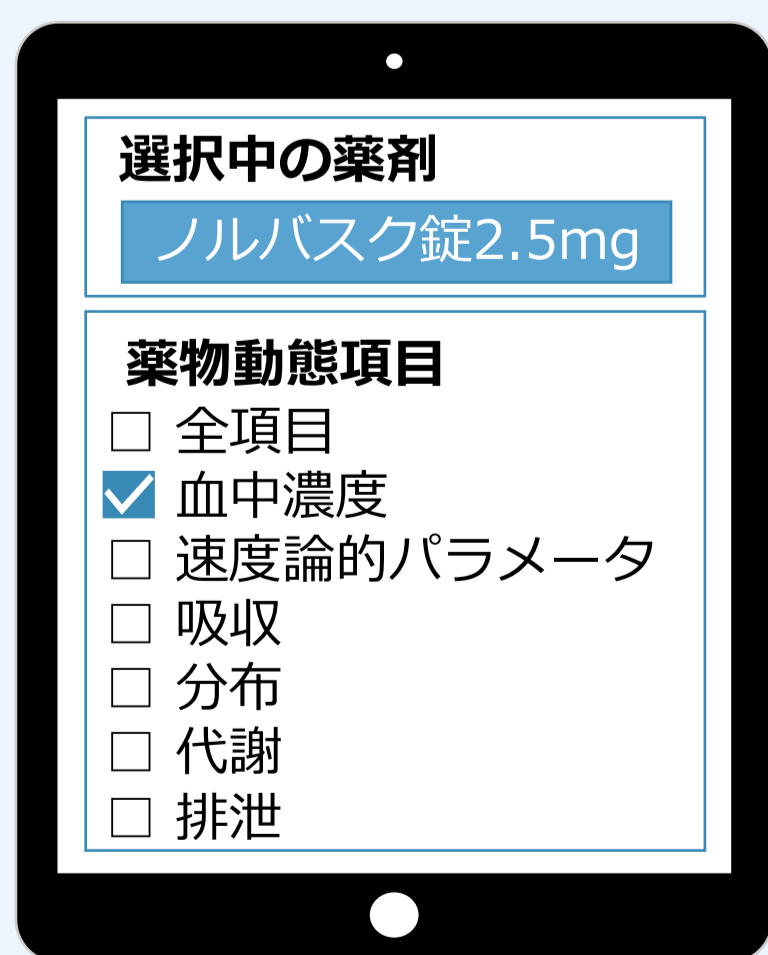 選択中の薬剤
ノルバスク錠2.5mg
薬物動態項目
全項目
血中濃度
速度論的パラメータ
吸収
分布
代謝
排泄